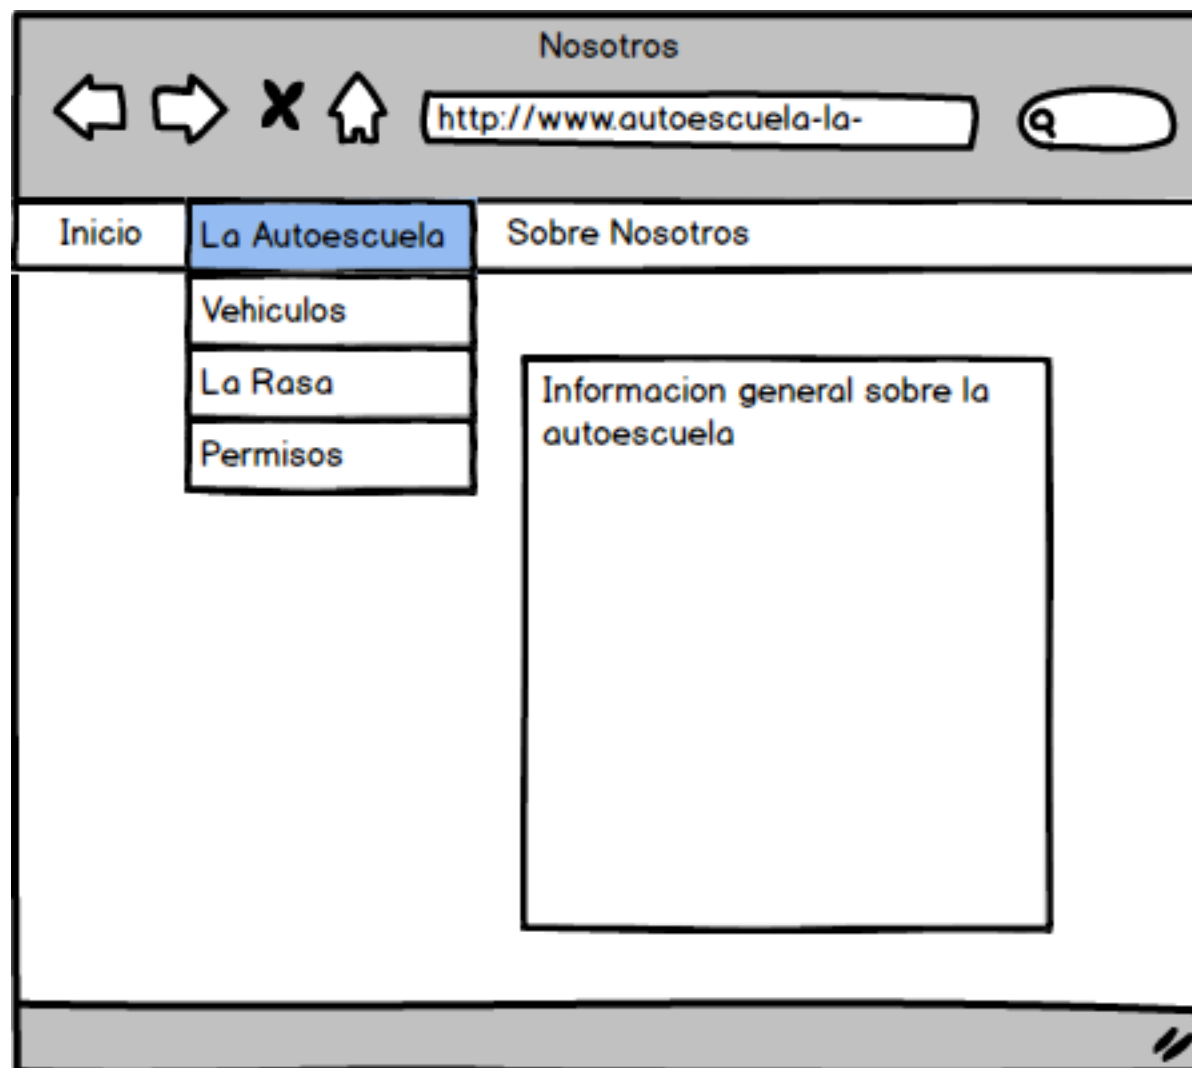 Nosotros
http://www.autoescuela-la-
Inicio
La Autoescuela
Sobre Nosotros
Vehiculos
La Rasa
Permisos
Informacion general sobre la
autoescuela